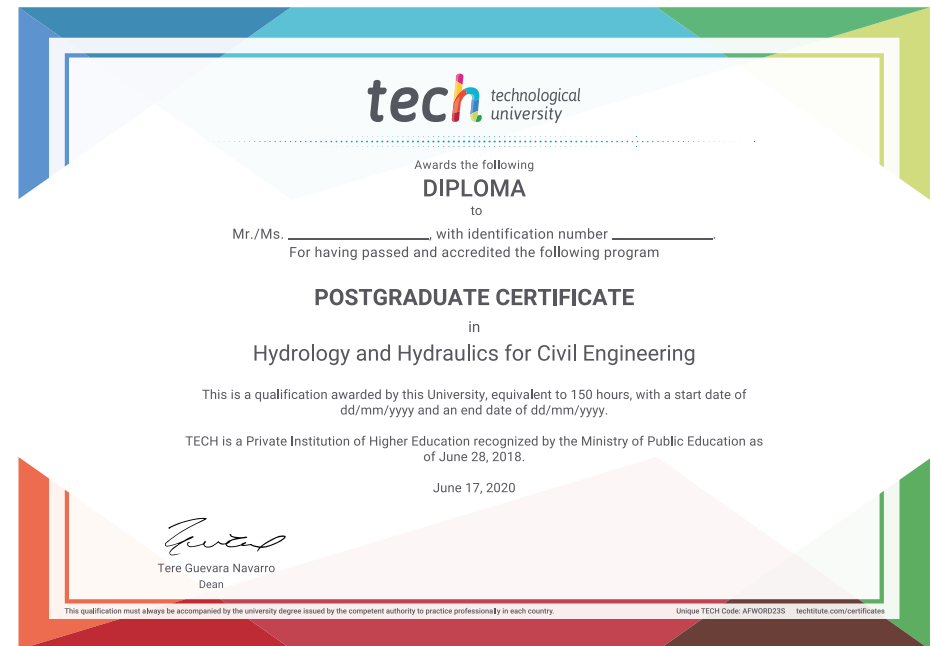 tech technological
university
Awards the following
DIPLOMA
to
Mr./Ms. ____________________, with identification number ______________.
For having passed and accredited the following program
POSTGRADUATE CERTIFICATE
in
Hydrology and Hydraulics for Civil Engineering
This is a qualification awarded by this University, equivalent to 150 hours, with a start date of
dd/mm/yyyy and an end date of dd/mm/yyyy.
TECH is a Private Institution of Higher Education recognized by the Ministry of Public Education as
of June 28, 2018.
June 17, 2020
Tere Guevara Navarro
Dean
This qualification must always be accompanied by the university degree issued by the competent authority to practice professionally in each country.
Unique TECH Code: AFWORD23S techtitute.com/certificates